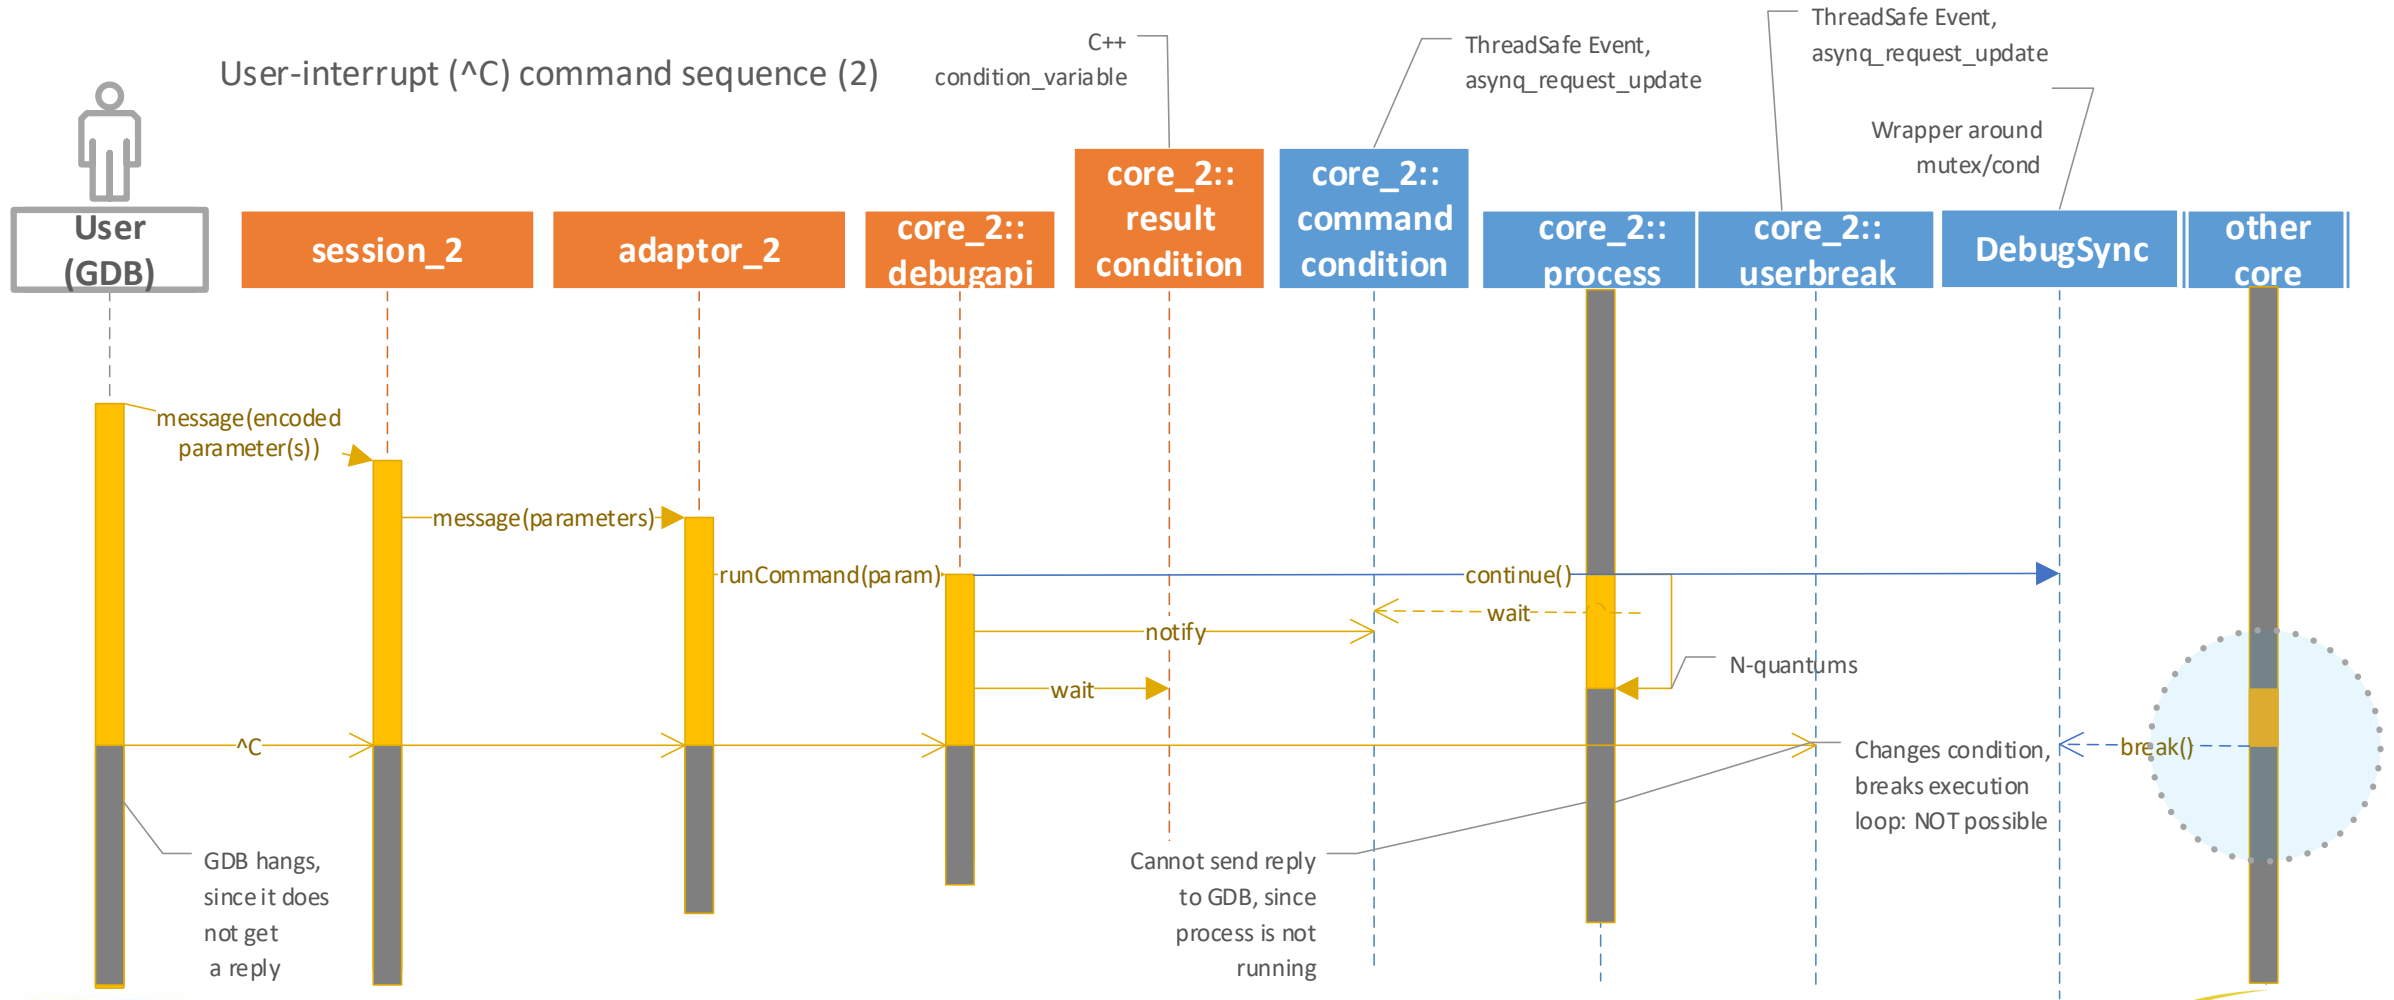 User-interrupt (^C) command sequence (2)
C++
condition_variable
ThreadSafe Event,
asynq_request_update
ThreadSafe Event,
asynq_request_update
Wrapper around
mutex/cond
User
(GDB)
session_2
adaptor_2
core_2::
debugapi
core_2::
result
condition
core_2::
command
condition
core_2::
process
core_2::
userbreak
DebugSync
other
core
message(encoded
parameter(s))
message(parameters)
runCommand(param)
continue()
wait
notify
N-quantums
wait
^C
break()
Changes condition,
breaks execution
loop: NOT possible
GDB hangs,
since it does
not get
a reply
Cannot send reply
to GDB, since
process is not
running